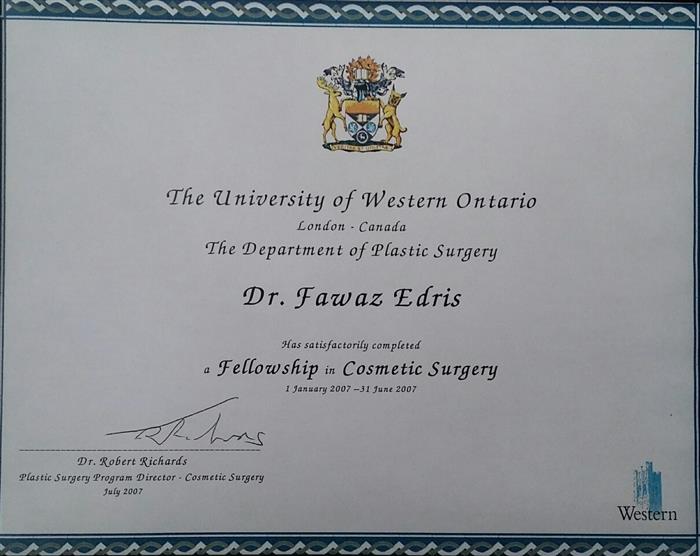 The University of Western Ontario
London - Canada
The Department of Plastic Surgery
Dr. Fawaz Edris
Has satisfactorily completed
a Fellowship in Cosmetic Surgery
1 January 2007 –31 June 2007
Dr. Robert Richards
Plastic Surgery Program Director - Cosmetic Surgery
July 2007
Western